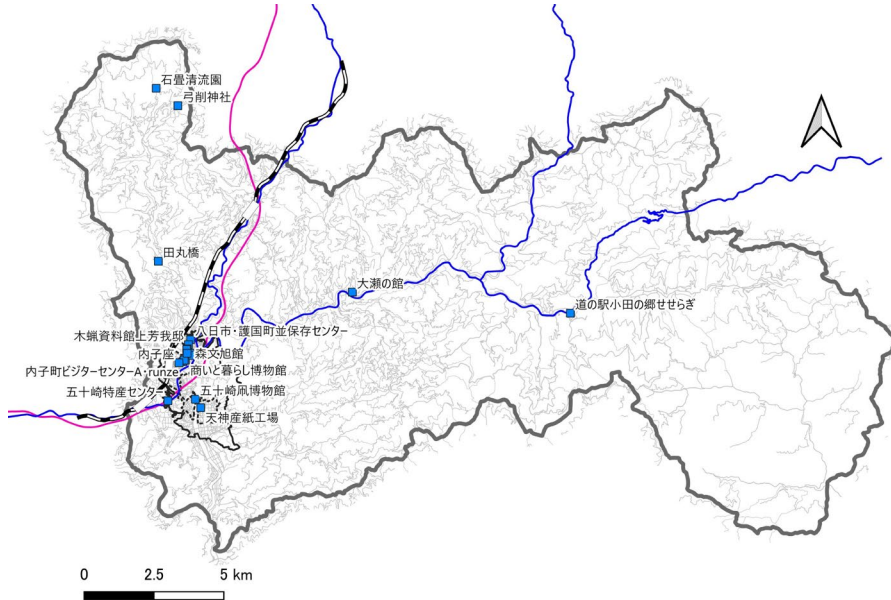 石畳清流園
弓削神社
田丸橋
大瀬の館
道の駅小田の郷せせらぎ
八日市・護国町並保存センター
木蝋資料館上芳我邸
内子座
森文旭館
内子町ビジターセンターA・runze
商いと暮らし博物館
五十崎特産センター
五十崎凧博物館
天神産紙工場
0 2.5 5 km